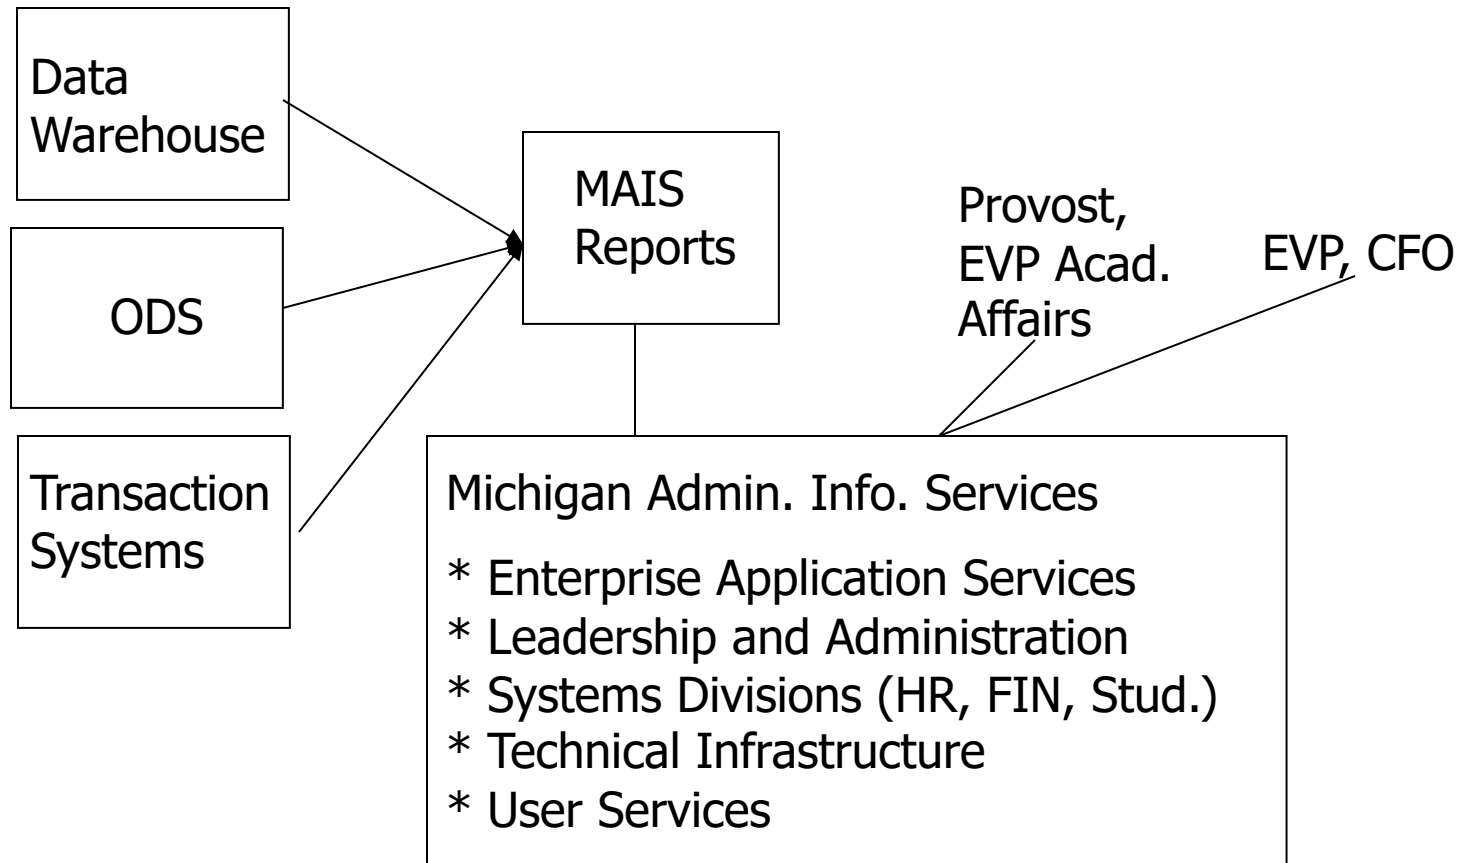 Data
Warehouse
ODS
Transaction
Systems
MAIS
Reports
Provost,
EVP Acad.
Affairs
EVP, CFO
Michigan Admin. Info. Services
* Enterprise Application Services
* Leadership and Administration
* Systems Divisions (HR, FIN, Stud.)
* Technical Infrastructure
* User Services